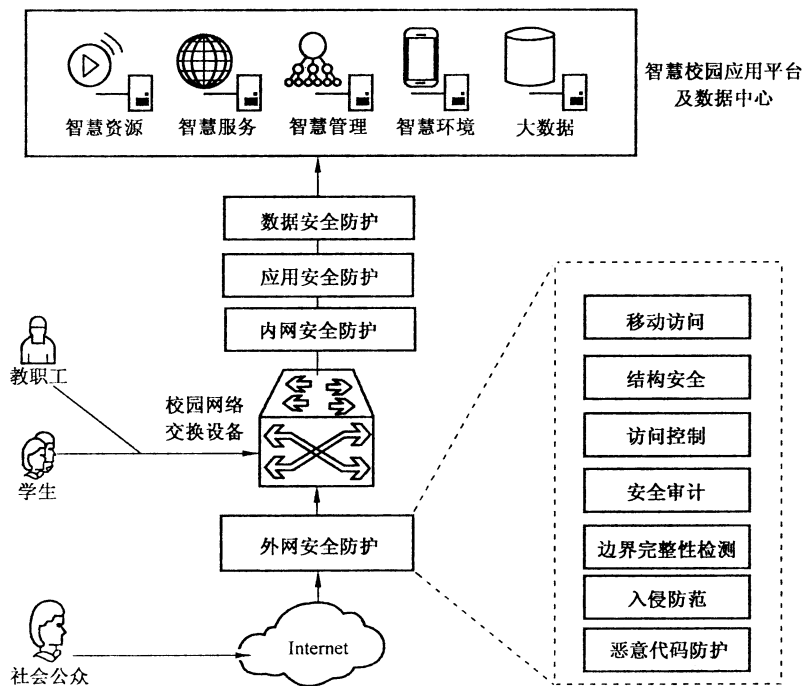 智慧资源
智慧服务
智慧管理
智慧环境
大数据
智慧校园应用平台
及数据中心
数据安全防护
应用安全防护
内网安全防护
教职工
学生
校园网络
交换设备
外网安全防护
Internet
社会公众
移动访问
结构安全
访问控制
安全审计
边界完整性检测
入侵防范
恶意代码防护